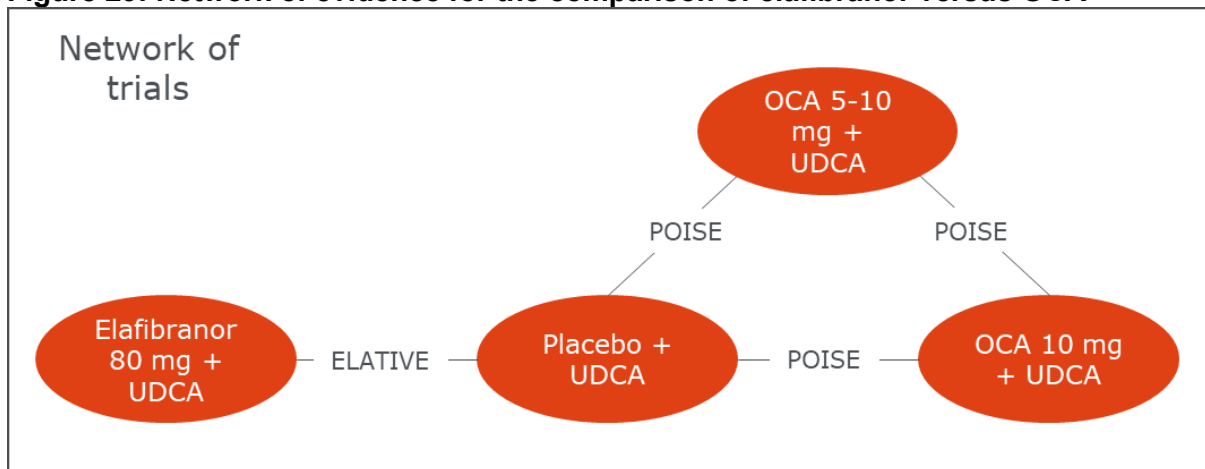 Network of
trials
OCA 5-10
mg +
UDCA
POISE
POISE
Elafibranor
80 mg +
UDCA
ELATIVE
Placebo +
UDCA
POISE
OCA 10 mg
+ UDCA